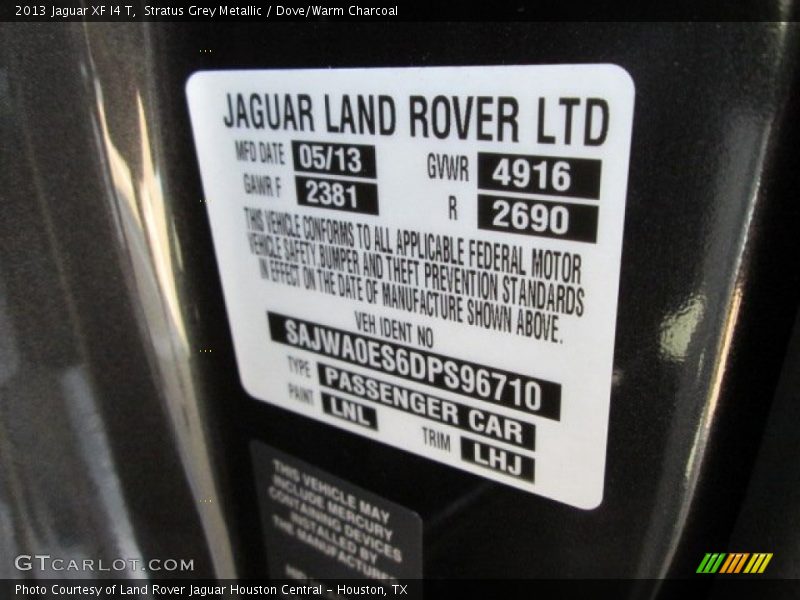 2013 Jaguar XF I4 T,  Stratus Grey Metallic / Dove/Warm Charcoal
JAGUAR LAND ROVER LTD
MFD DATE 05/13 GVWR 4916
GAWR F 2381 R 2690
THIS VEHICLE CONFORMS TO ALL APPLICABLE FEDERAL MOTOR
VEHICLE SAFETY, BUMPER AND THEFT PREVENTION STANDARDS
IN EFFECT ON THE DATE OF MANUFACTURE SHOWN ABOVE.
VEH IDENT NO
SAJWA0ES6DPS96710
TYPE PASSENGER CAR
PAINT LNL TRIM LHJ
THIS VEHICLE MAY
INCLUDE MERCURY
CONTAINING DEVICES
INSTALLED BY
THE MANUFACTURER
GTCARLOT.COM
Photo Courtesy of Land Rover Jaguar Houston Central - Houston, TX